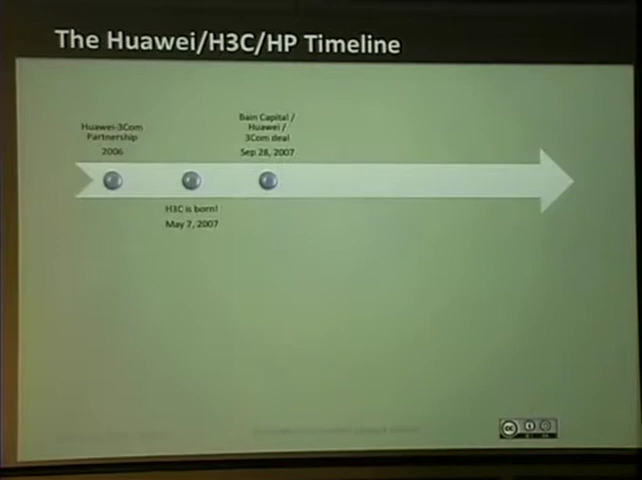 The Huawei/H3C/HP Timeline
Huawei-3Com
Partnership
2006
Bain Capital /
Huawei /
3Com deal
Sep 28, 2007
H3C is born!
May 7, 2007
cc